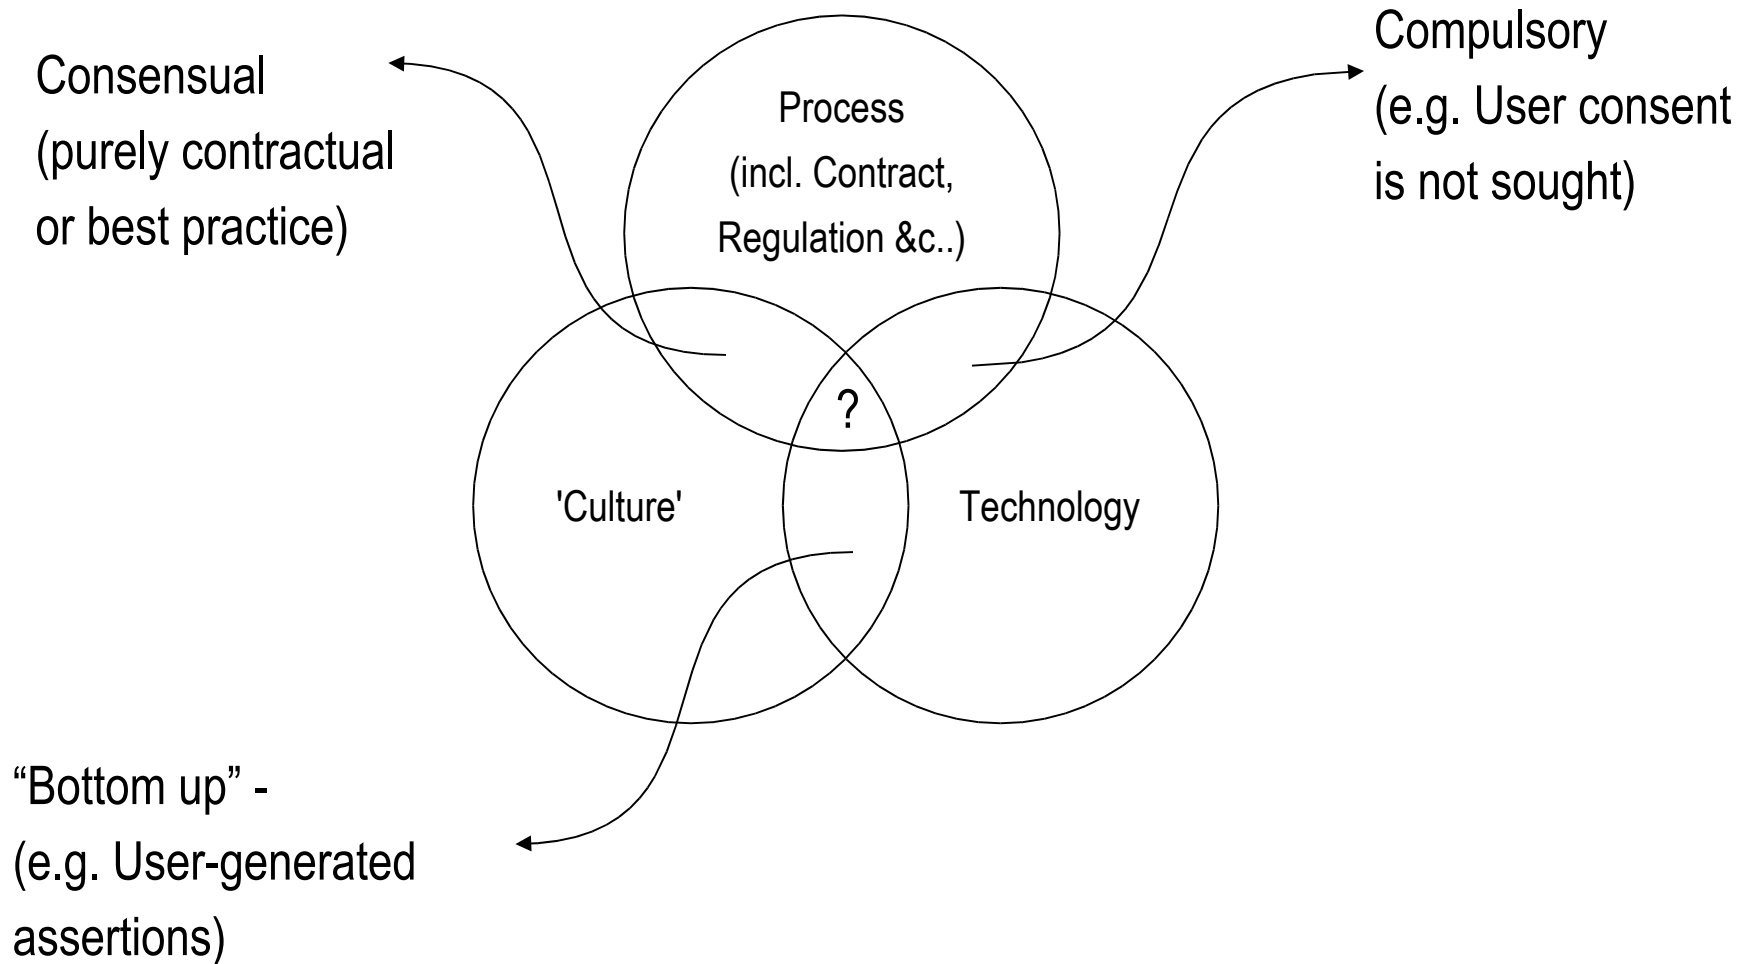 Consensual
(purely contractual
or best practice)
Process
(incl. Contract,
Regulation &c..)
Compulsory
(e.g. User consent
is not sought)
?
'Culture'
Technology
“Bottom up” -
(e.g. User-generated
assertions)